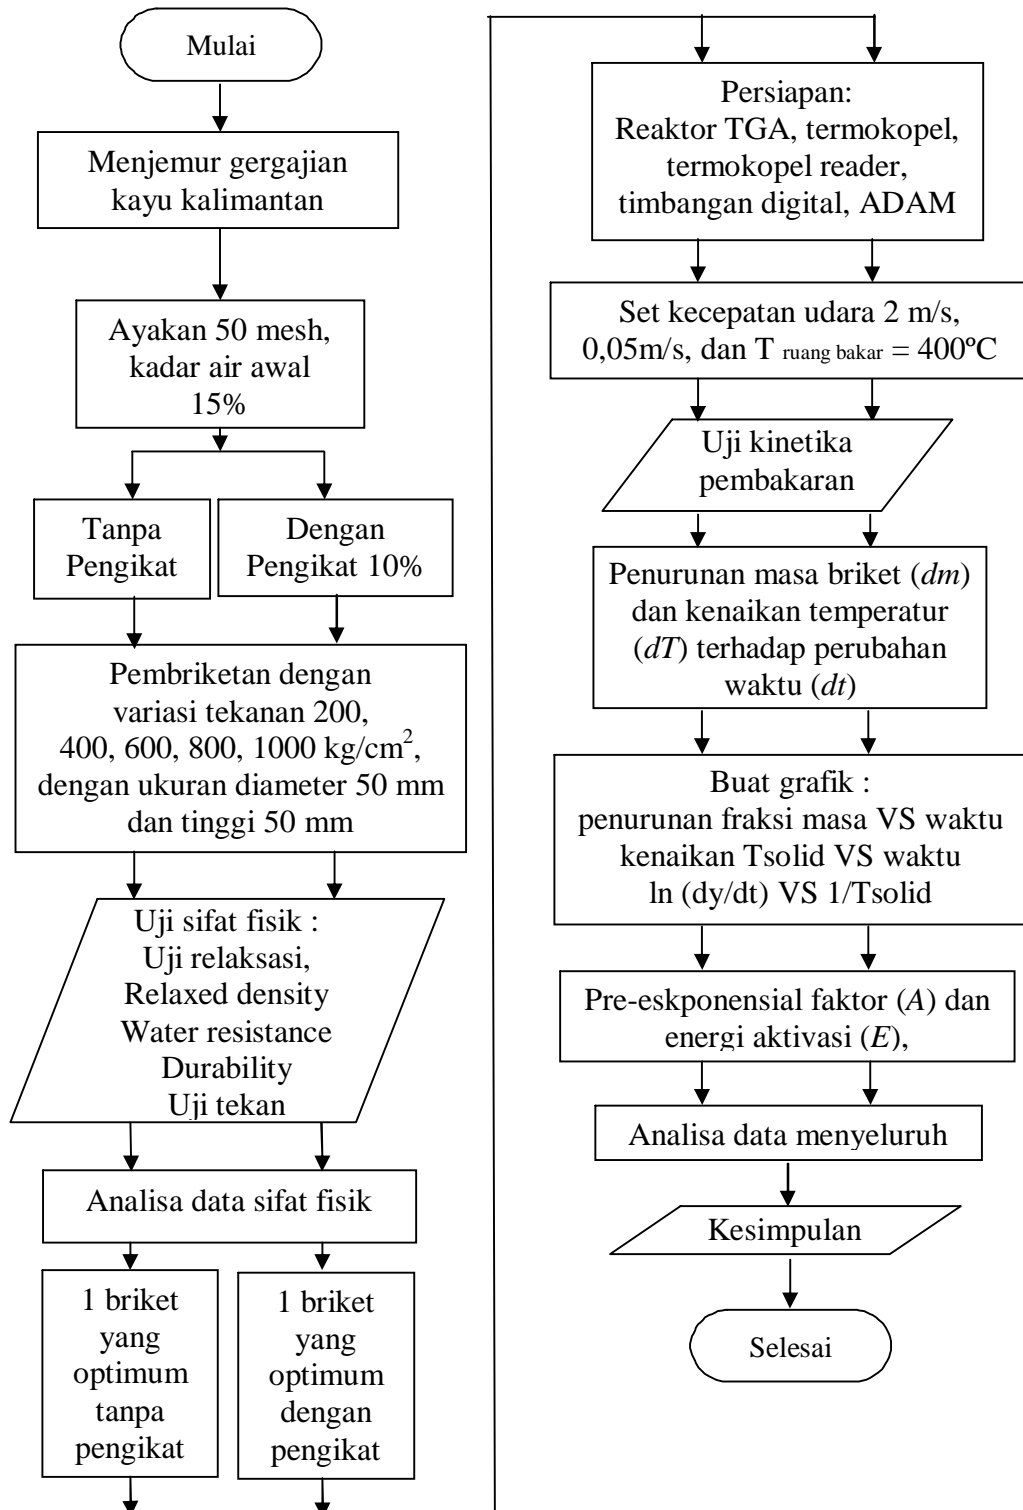 Mulai
Menjemur gergajian
kayu kalimantan
Ayakan 50 mesh,
kadar air awal
15%
Tanpa
Pengikat
Dengan
Pengikat 10%
Pembriketan dengan
variasi tekanan 200,
400, 600, 800, 1000 kg/cm²,
dengan ukuran diameter 50 mm
dan tinggi 50 mm
Uji sifat fisik :
Uji relaksasi,
Relaxed density
Water resistance
Durability
Uji tekan
Analisa data sifat fisik
1 briket
yang
optimum
tanpa
pengikat
1 briket
yang
optimum
dengan
pengikat
Persiapan:
Reaktor TGA, termokopel,
termokopel reader,
timbangan digital, ADAM
Set kecepatan udara 2 m/s,
0,05m/s, dan T ruang bakar = 400ºC
Uji kinetika
pembakaran
Penurunan masa briket (dm)
dan kenaikan temperatur
(dT) terhadap perubahan
waktu (dt)
Buat grafik :
penurunan fraksi masa VS waktu
kenaikan Tsolid VS waktu
ln (dy/dt) VS 1/Tsolid
Pre-eskponensial faktor (A) dan
energi aktivasi (E),
Analisa data menyeluruh
Kesimpulan
Selesai